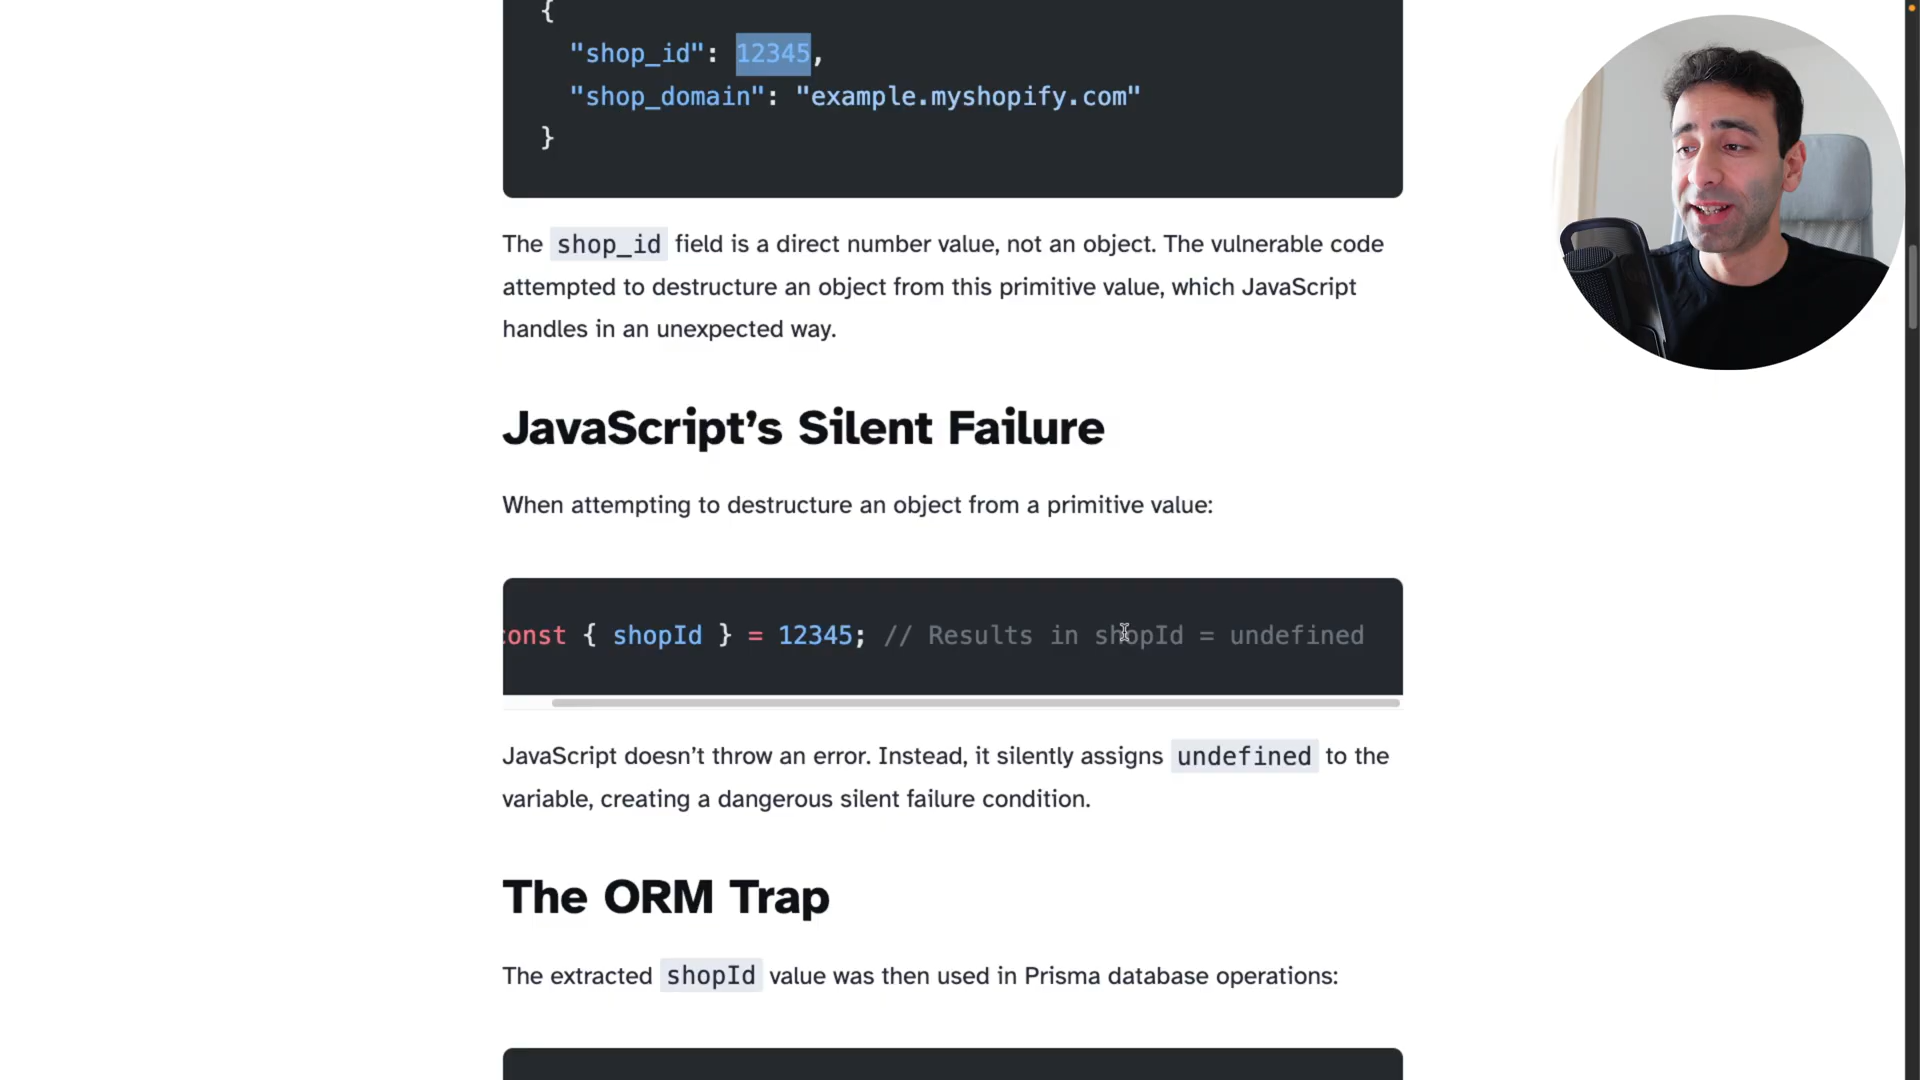 {
"shop_id": 12345,
"shop_domain": "example.myshopify.com"
}
The shop_id field is a direct number value, not an object. The vulnerable code
attempted to destructure an object from this primitive value, which JavaScript
handles in an unexpected way.
JavaScript’s Silent Failure
When attempting to destructure an object from a primitive value:
const { shopId } = 12345; // Results in shopId = undefined
JavaScript doesn’t throw an error. Instead, it silently assigns undefined to the
variable, creating a dangerous silent failure condition.
The ORM Trap
The extracted shopId value was then used in Prisma database operations: